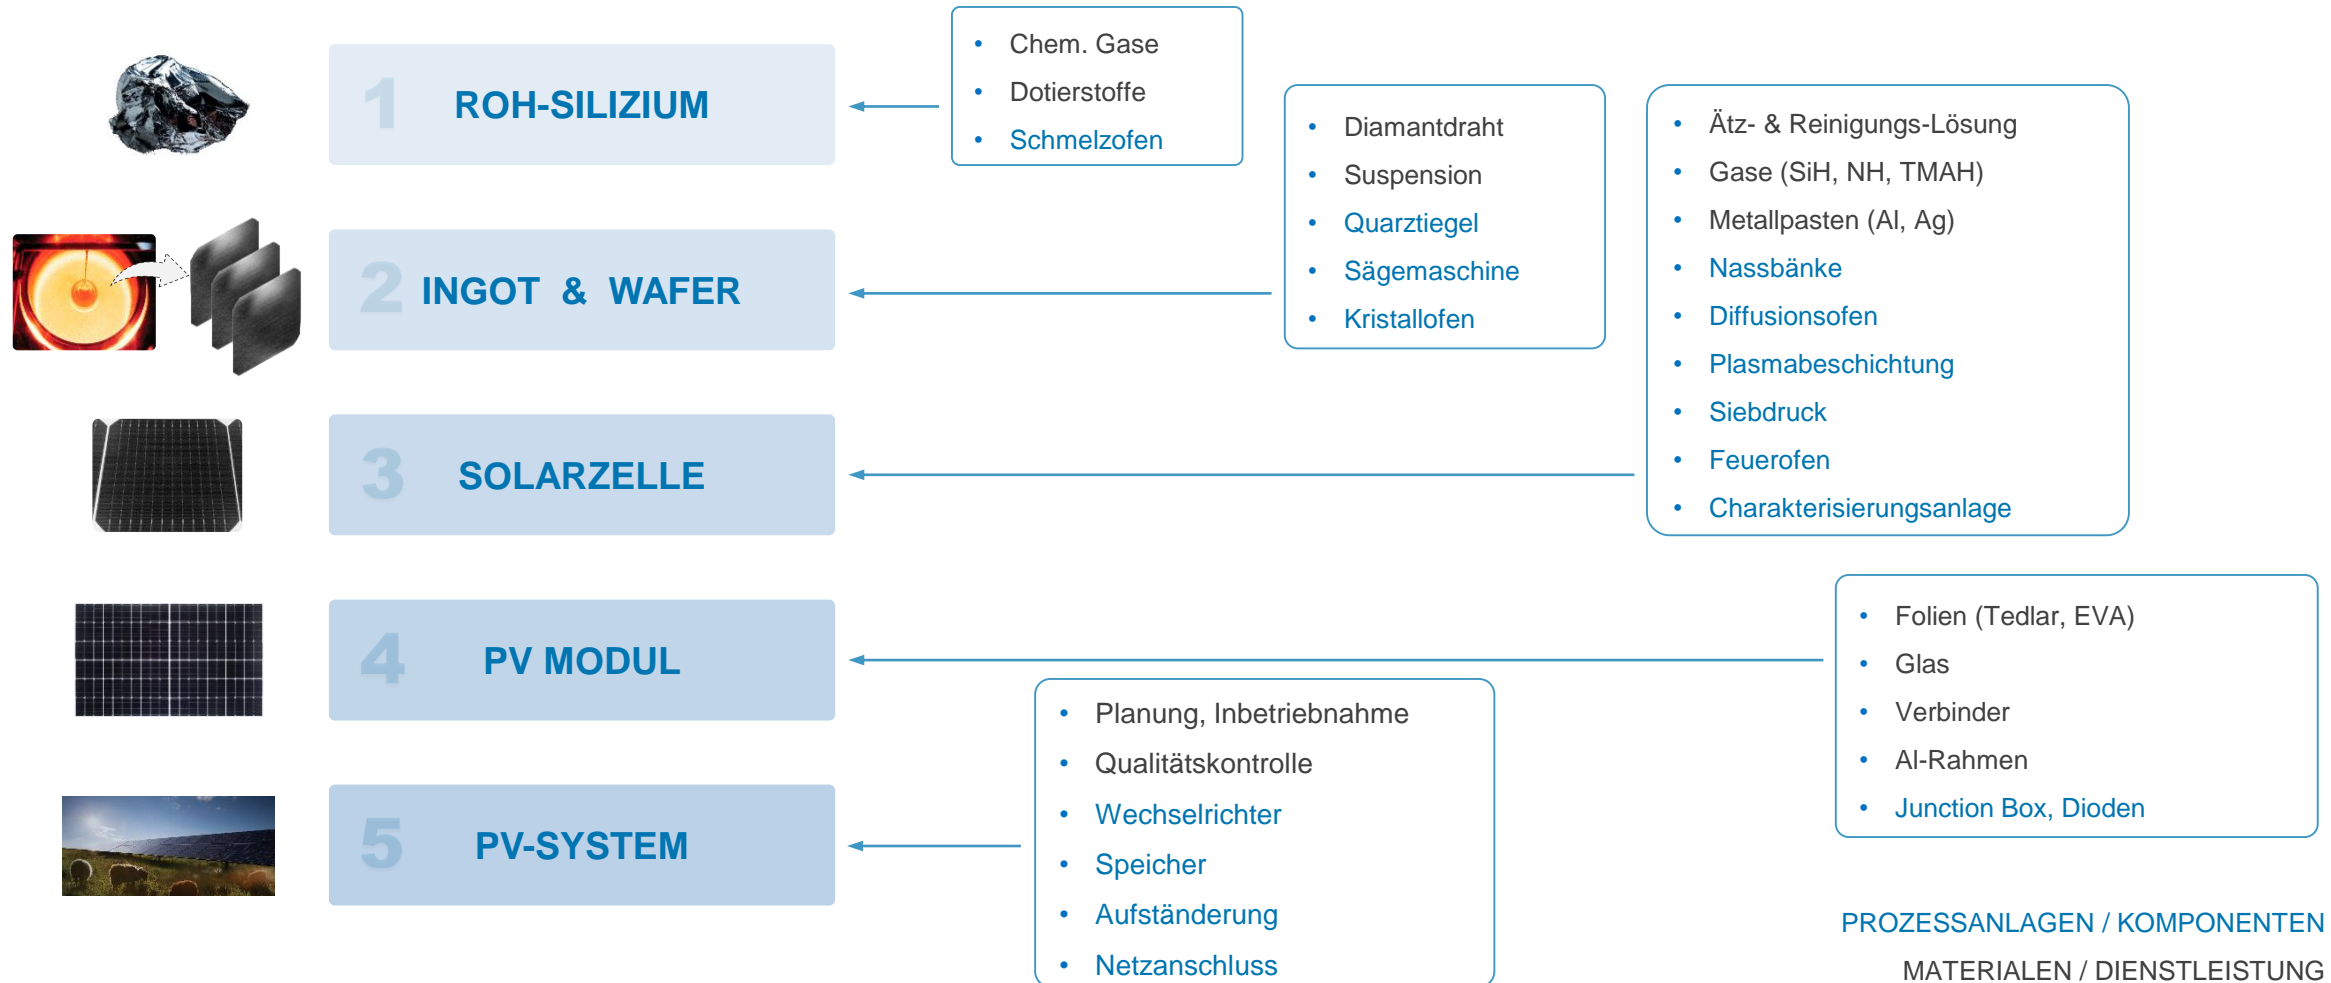 1 ROH-SILIZIUM
• Chem. Gase
• Dotierstoffe
• Schmelzofen
2 INGOT & WAFER
• Diamantdraht
• Suspension
• Quarztiegel
• Sägemaschine
• Kristallofen
3 SOLARZELLE
• Ätz- & Reinigungs-Lösung
• Gase (SiH, NH, TMAH)
• Metallpasten (Al, Ag)
• Nassbänke
• Diffusionsofen
• Plasmabeschichtung
• Siebdruck
• Feuerofen
• Charakterisierungsanlage
4 PV MODUL
• Folien (Tedlar, EVA)
• Glas
• Verbinder
• Al-Rahmen
• Junction Box, Dioden
5 PV-SYSTEM
• Planung, Inbetriebnahme
• Qualitätskontrolle
• Wechselrichter
• Speicher
• Aufständerung
• Netzanschluss
PROZESSANLAGEN / KOMPONENTEN
MATERIALEN / DIENSTLEISTUNG